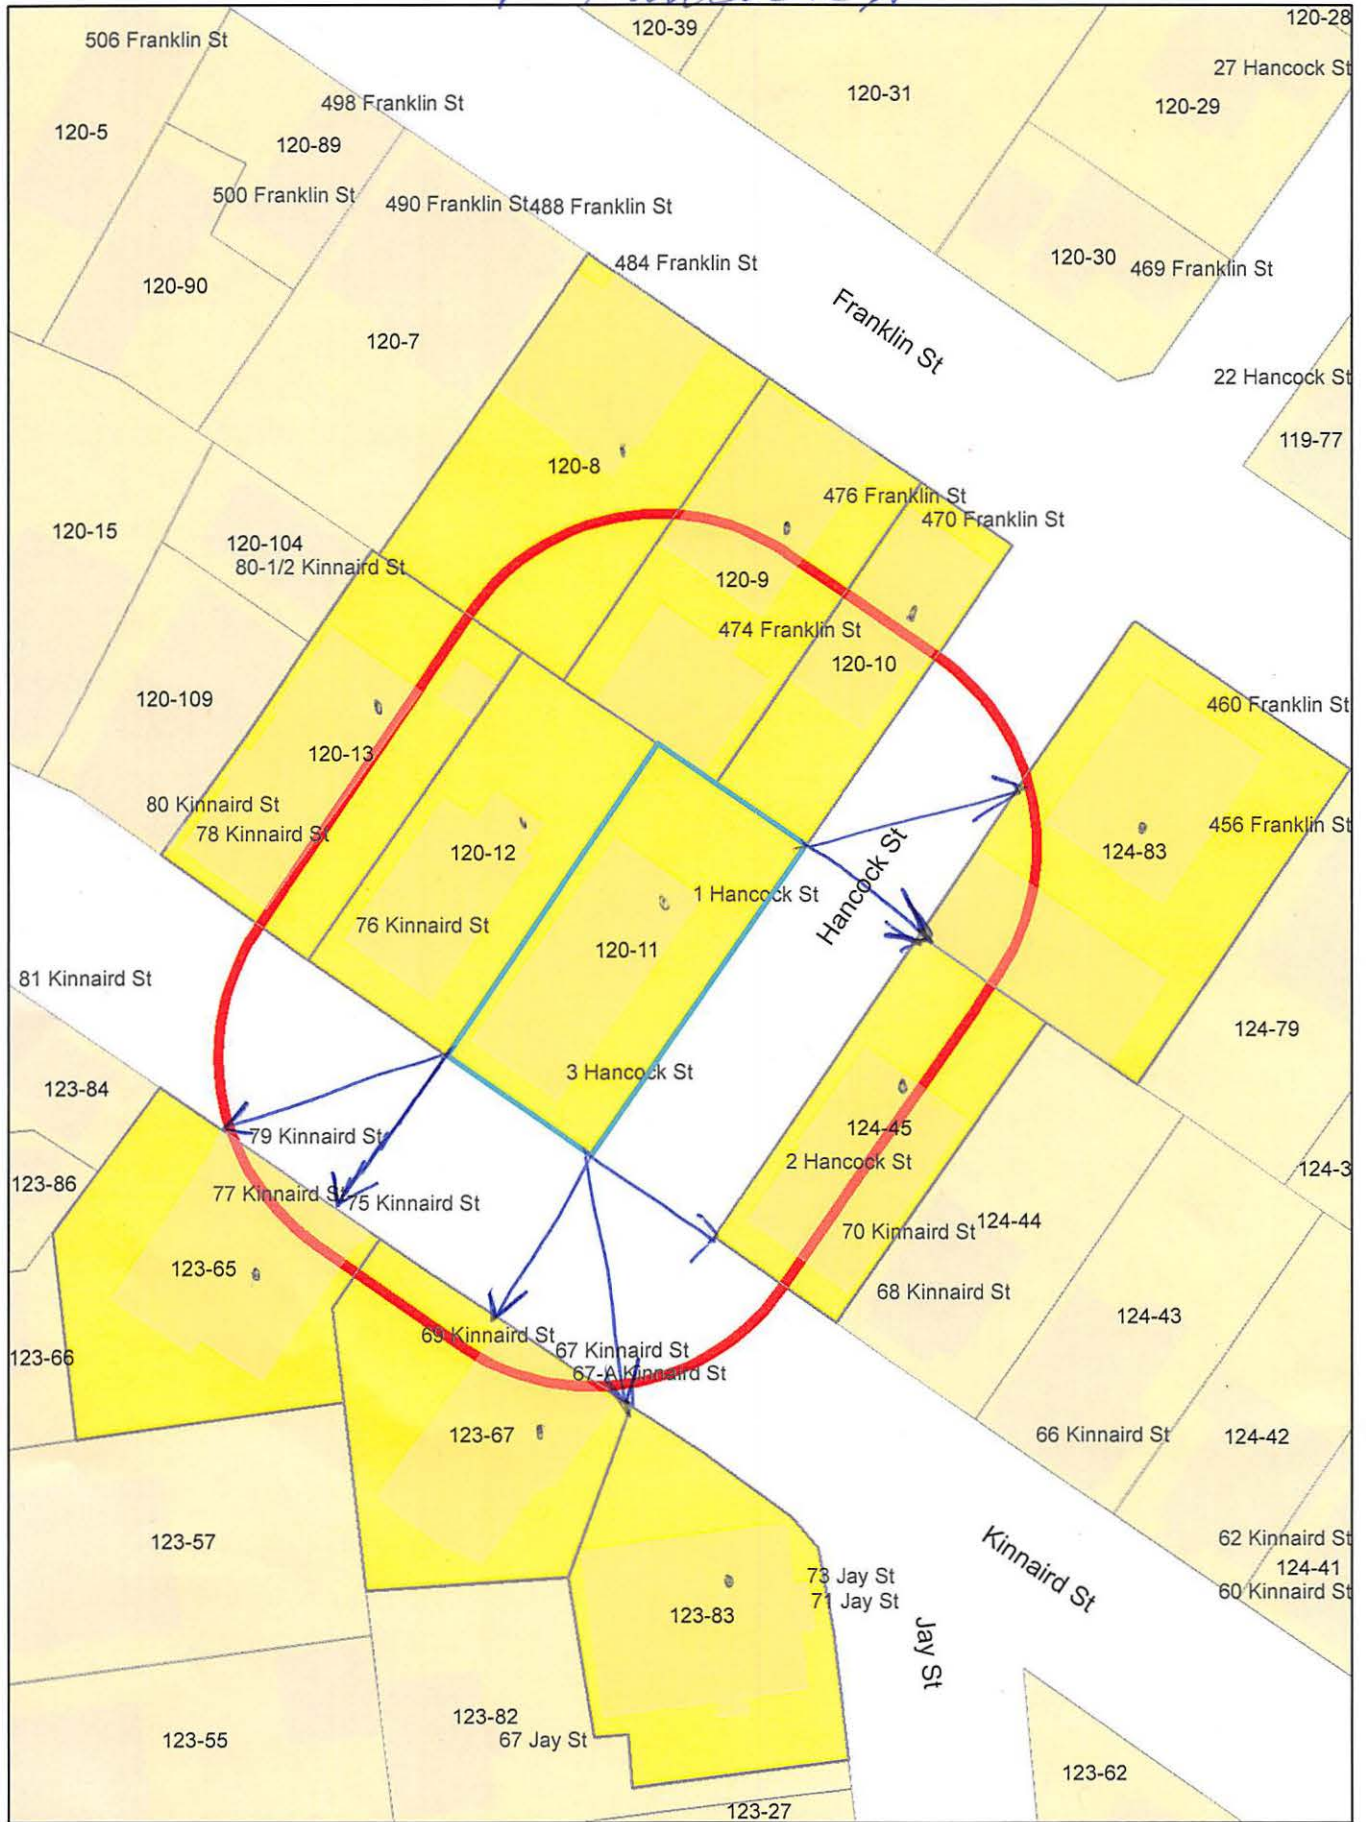 120-39
120-28
506 Franklin St
27 Hancock St
120-31
498 Franklin St
120-29
120-5
120-89
500 Franklin St
490 Franklin St
488 Franklin St
120-30
469 Franklin St
484 Franklin St
120-90
Franklin St
120-7
22 Hancock St
119-77
120-8
476 Franklin St
470 Franklin St
120-15
120-104
80-1/2 Kinnaird St
120-9
474 Franklin St
120-10
120-109
460 Franklin St
120-13
80 Kinnaird St
78 Kinnaird St
456 Franklin St
120-12
124-83
1 Hancock St
Hancock St
76 Kinnaird St
120-11
81 Kinnaird St
124-79
3 Hancock St
123-84
79 Kinnaird St
124-45
2 Hancock St
124-3
123-86
77 Kinnaird St
75 Kinnaird St
70 Kinnaird St
124-44
123-65
68 Kinnaird St
124-43
69 Kinnaird St
67 Kinnaird St
123-66
67-A Kinnaird St
123-67
66 Kinnaird St
124-42
123-57
Kinnaird St
62 Kinnaird St
124-41
73 Jay St
60 Kinnaird St
71 Jay St
123-83
Jay St
123-82
67 Jay St
123-55
123-62
123-27